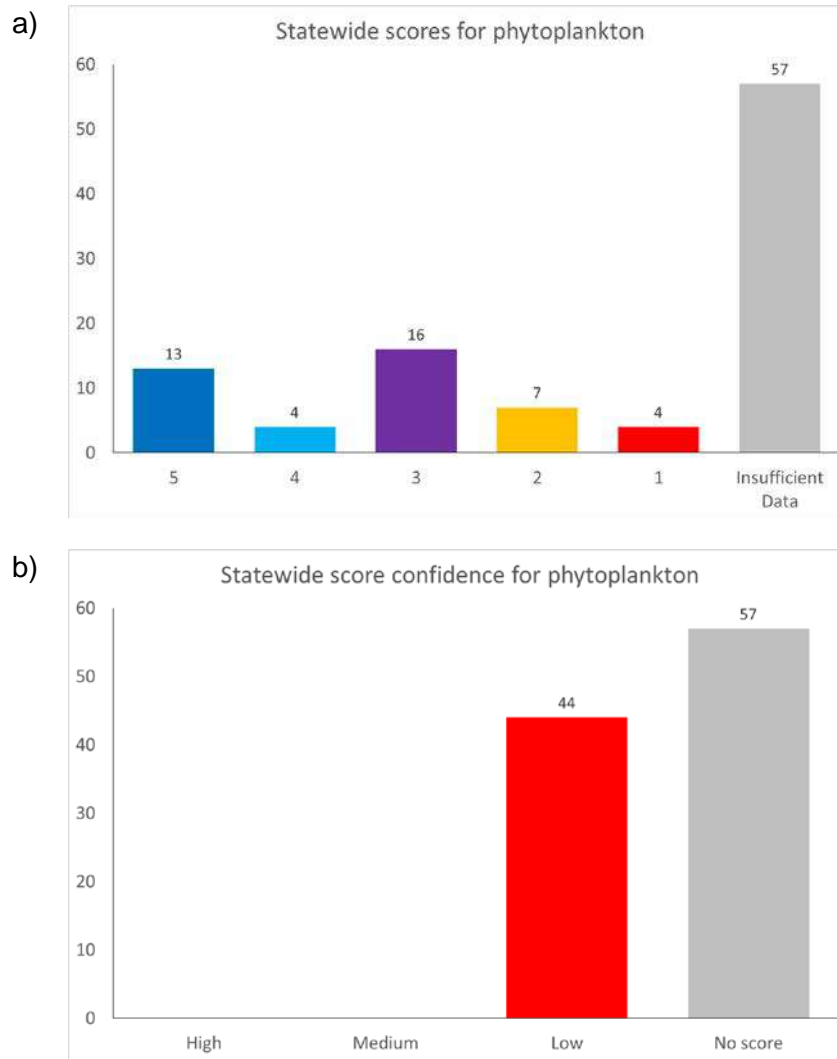 a)
Statewide scores for phytoplankton
60
50
40
30
20
10
0
13
4
16
7
4
57
5
4
3
2
1
Insufficient
Data
b)
Statewide score confidence for phytoplankton
60
50
40
30
20
10
0
44
57
High
Medium
Low
No score